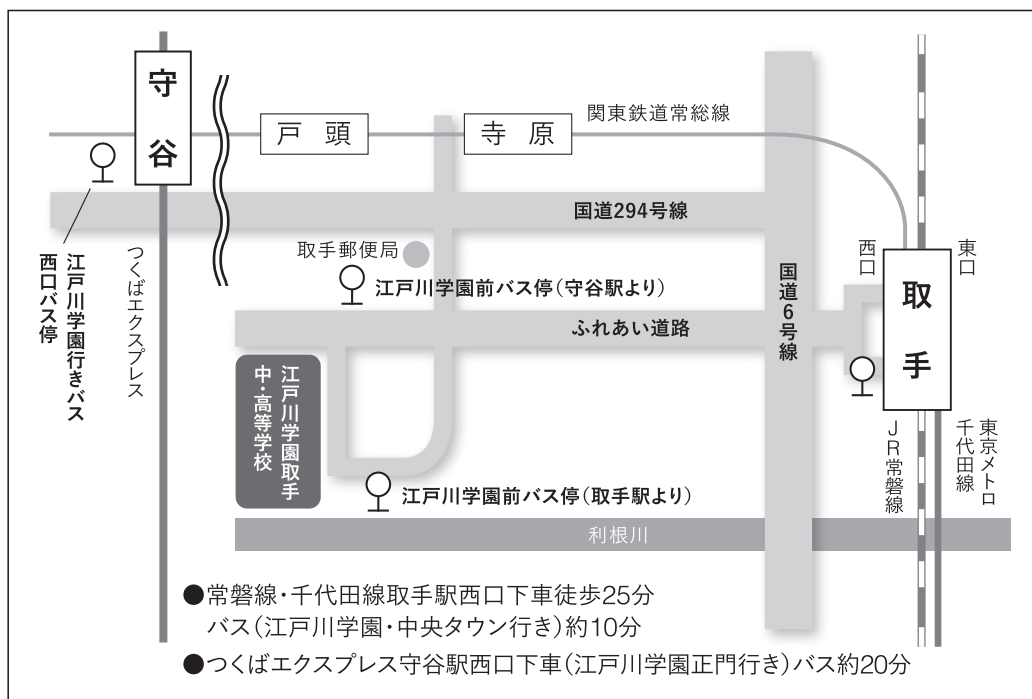 守谷
戸頭
寺原
関東鉄道常総線
国道294号線
西口
東口
取手郵便局
江戸川学園前バス停(守谷駅より)
江戸川学園行きバス
西口バス停
つくばエクスプレス
国道6号線
取手
ふれあい道路
江戸川学園取手
中・高等学校
江戸川学園前バス停(取手駅より)
JR常磐線
東京メトロ
千代田線
利根川
●常磐線・千代田線取手駅西口下車徒歩25分
バス(江戸川学園・中央タウン行き)約10分
●つくばエクスプレス守谷駅西口下車(江戸川学園正門行き)バス約20分